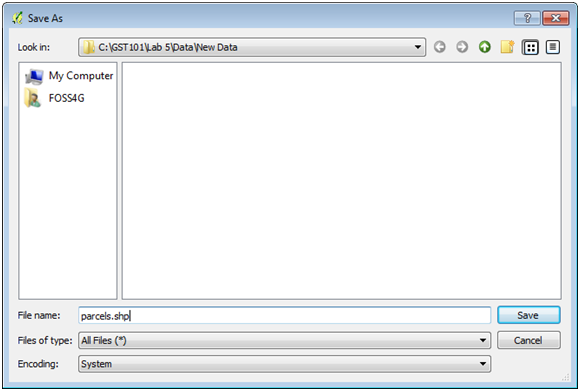 Save As
Look in: C:\GST101\Lab 5\Data\New Data
My Computer
FOSS4G
File name: parcels.shp Save
Files of type: All Files (*) Cancel
Encoding: System